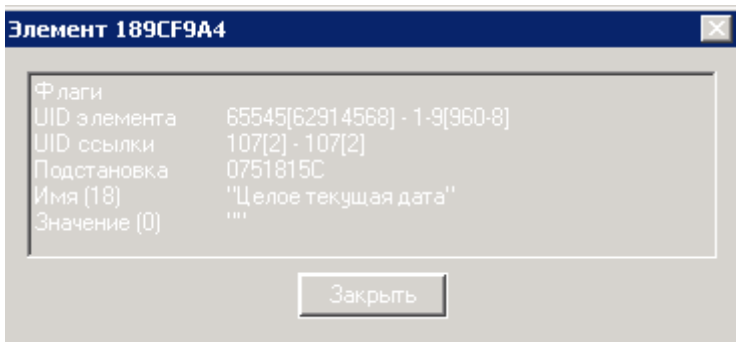 Элемент 189CF9A4
Флаги
UID элемента 65545[62914568] - 1-9[960-8]
UID ссылки 107[2] - 107[2]
Подстановка 0751815C
Имя (18) "Целое текущая дата"
Значение (0) ""
Закрыть